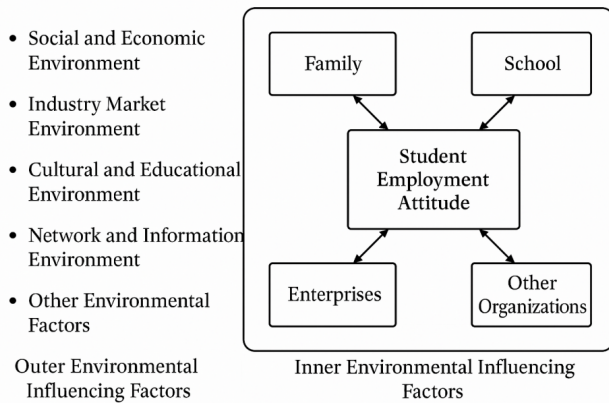 • Social and Economic
Environment
• Industry Market
Environment
• Cultural and Educational
Environment
• Network and Information
Environment
• Other Environmental
Factors
Outer Environmental
Influencing Factors
Family
School
Student
Employment
Attitude
Enterprises
Other
Organizations
Inner Environmental Influencing
Factors